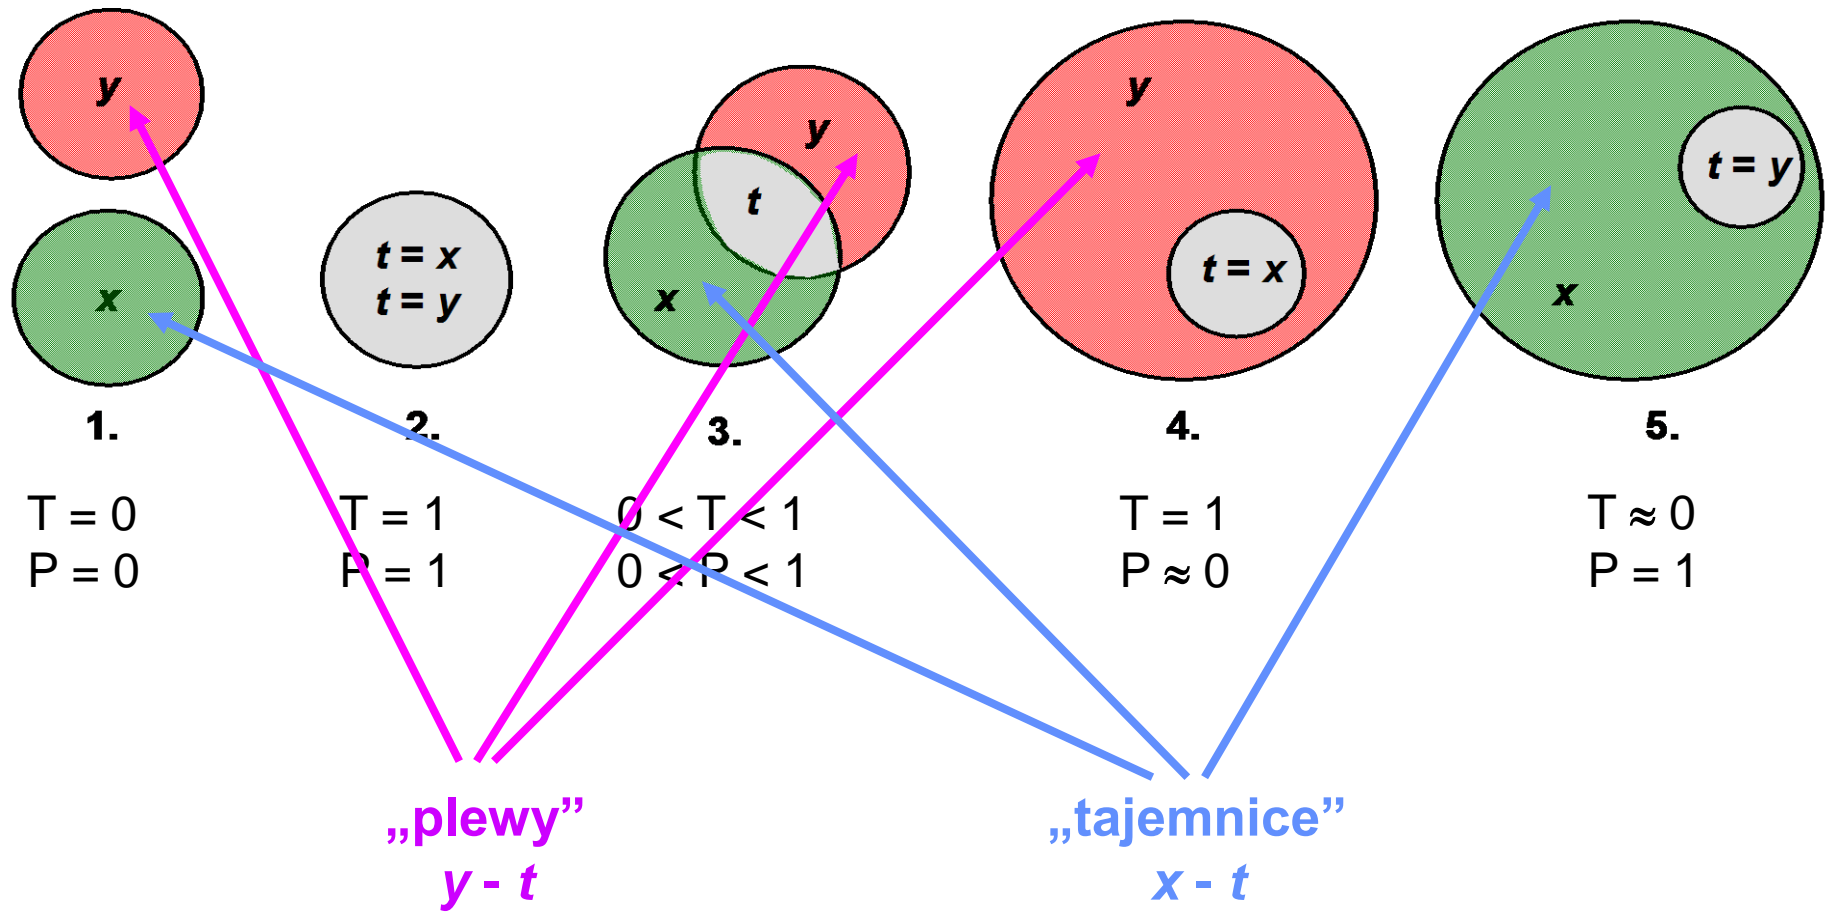 y
x
1.
T = 0
P = 0
t = x
t = y
2.
T = 1
P = 1
y
t
x
3.
0 < T < 1
0 < P < 1
y
t = x
4.
T = 1
P ≈ 0
t = y
x
5.
T ≈ 0
P = 1
„plewy”
y - t
„tajemnice”
x - t